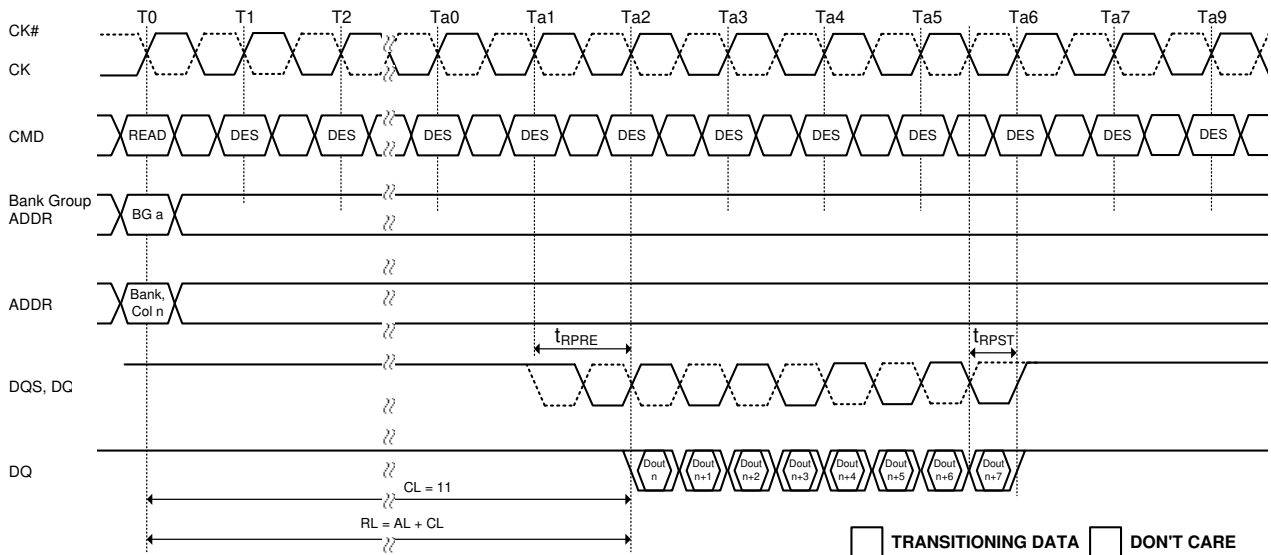 T0 T1 T2 Ta0 Ta1 Ta2 Ta3 Ta4 Ta5 Ta6 Ta7 Ta9
CK#
CK
CMD READ DES DES DES DES DES DES DES DES DES DES DES
Bank Group
ADDR
BG a
ADDR
Bank,
Col n
tRPRE tRPST
DQS, DQ
DQ
Dout n Dout n+1 Dout n+2 Dout n+3 Dout n+4 Dout n+5 Dout n+6 Dout n+7
CL = 11
RL = AL + CL
TRANSITIONING DATA DON'T CARE